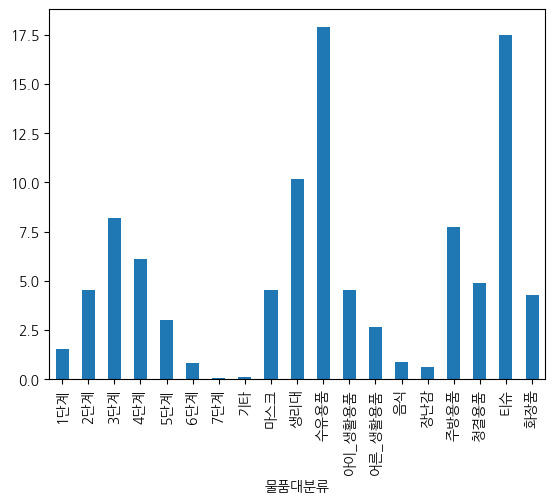 17.5
15.0
12.5
10.0
7.5
5.0
2.5
0.0
1단계
2단계
3단계
4단계
5단계
6단계
7단계
기타
마스크
생리대
수유용품
아이_생활용품
어른_생활용품
음식
장난감
주방용품
청결용품
티슈
화장품
물품대분류